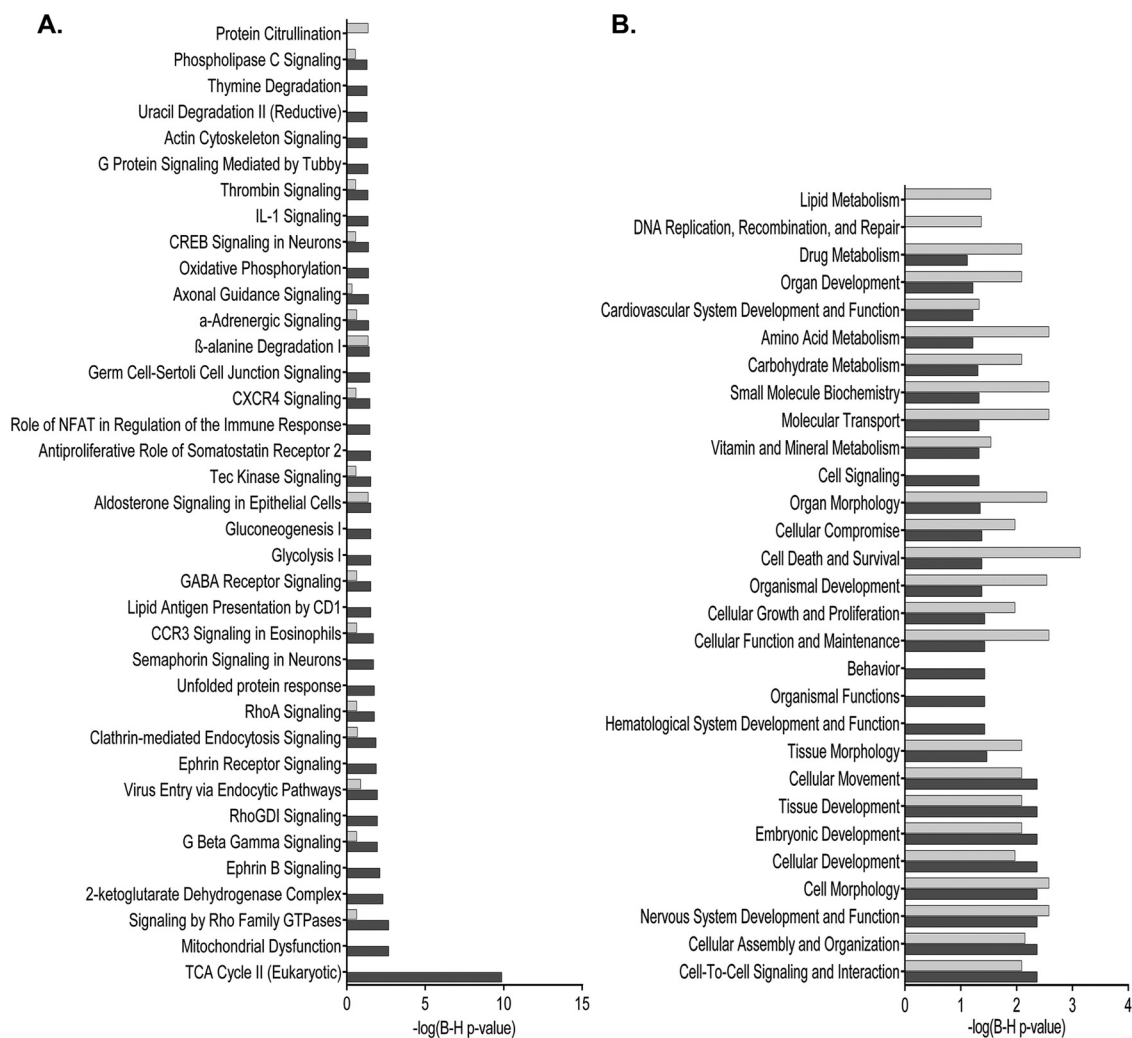 A.
Protein Citrullination
Phospholipase C Signaling
Thymine Degradation
Uracil Degradation II (Reductive)
Actin Cytoskeleton Signaling
G Protein Signaling Mediated by Tubby
Thrombin Signaling
IL-1 Signaling
CREB Signaling in Neurons
Oxidative Phosphorylation
Axonal Guidance Signaling
a-Adrenergic Signaling
ß-alanine Degradation I
Germ Cell-Sertoli Cell Junction Signaling
CXCR4 Signaling
Role of NFAT in Regulation of the Immune Response
Antiproliferative Role of Somatostatin Receptor 2
Tec Kinase Signaling
Aldosterone Signaling in Epithelial Cells
Gluconeogenesis I
Glycolysis I
GABA Receptor Signaling
Lipid Antigen Presentation by CD1
CCR3 Signaling in Eosinophils
Semaphorin Signaling in Neurons
Unfolded protein response
RhoA Signaling
Clathrin-mediated Endocytosis Signaling
Ephrin Receptor Signaling
Virus Entry via Endocytic Pathways
RhoGDI Signaling
G Beta Gamma Signaling
Ephrin B Signaling
2-ketoglutarate Dehydrogenase Complex
Signaling by Rho Family GTPases
Mitochondrial Dysfunction
TCA Cycle II (Eukaryotic)
0 5 10 15
-log(B-H p-value)
B.
Lipid Metabolism
DNA Replication, Recombination, and Repair
Drug Metabolism
Organ Development
Cardiovascular System Development and Function
Amino Acid Metabolism
Carbohydrate Metabolism
Small Molecule Biochemistry
Molecular Transport
Vitamin and Mineral Metabolism
Cell Signaling
Organ Morphology
Cellular Compromise
Cell Death and Survival
Organismal Development
Cellular Growth and Proliferation
Cellular Function and Maintenance
Behavior
Organismal Functions
Hematological System Development and Function
Tissue Morphology
Cellular Movement
Tissue Development
Embryonic Development
Cellular Development
Cell Morphology
Nervous System Development and Function
Cellular Assembly and Organization
Cell-To-Cell Signaling and Interaction
0 1 2 3 4
-log(B-H p-value)